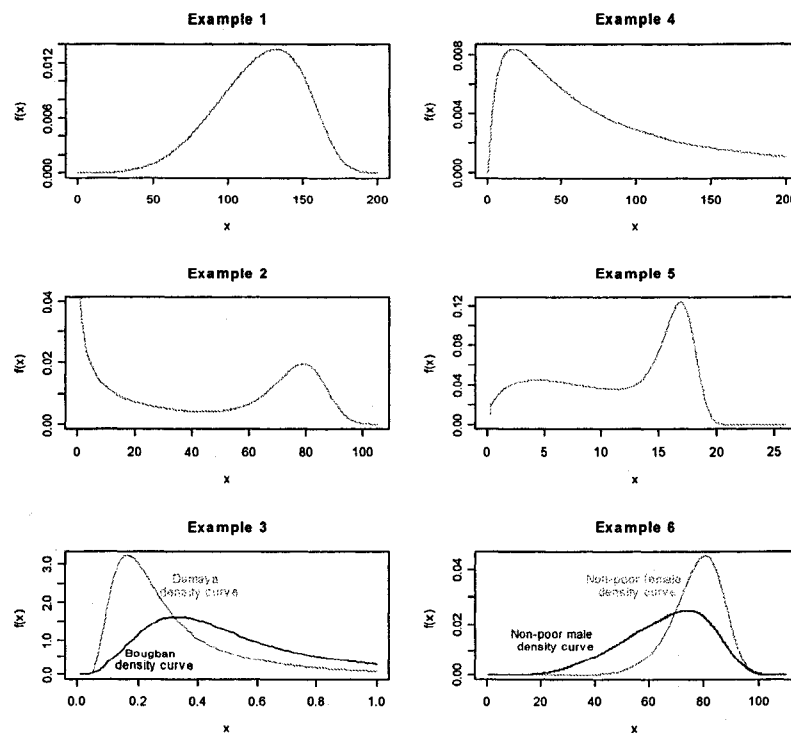 Example 1
f(x)
0.012
0.006
0.000
0 50 100 150 200
x
Example 4
f(x)
0.008
0.004
0.000
0 50 100 150 200
x
Example 2
f(x)
0.04
0.02
0.00
0 20 40 60 80 100
x
Example 5
f(x)
0.12
0.08
0.04
0.00
0 5 10 15 20 25
x
Example 3
f(x)
3.0
2.0
1.0
0.0
Damaya
density curve
Bougban
density curve
0.0 0.2 0.4 0.6 0.8 1.0
x
Example 6
f(x)
0.04
0.02
0.00
Non-poor female
density curve
Non-poor male
density curve
0 20 40 60 80 100
x